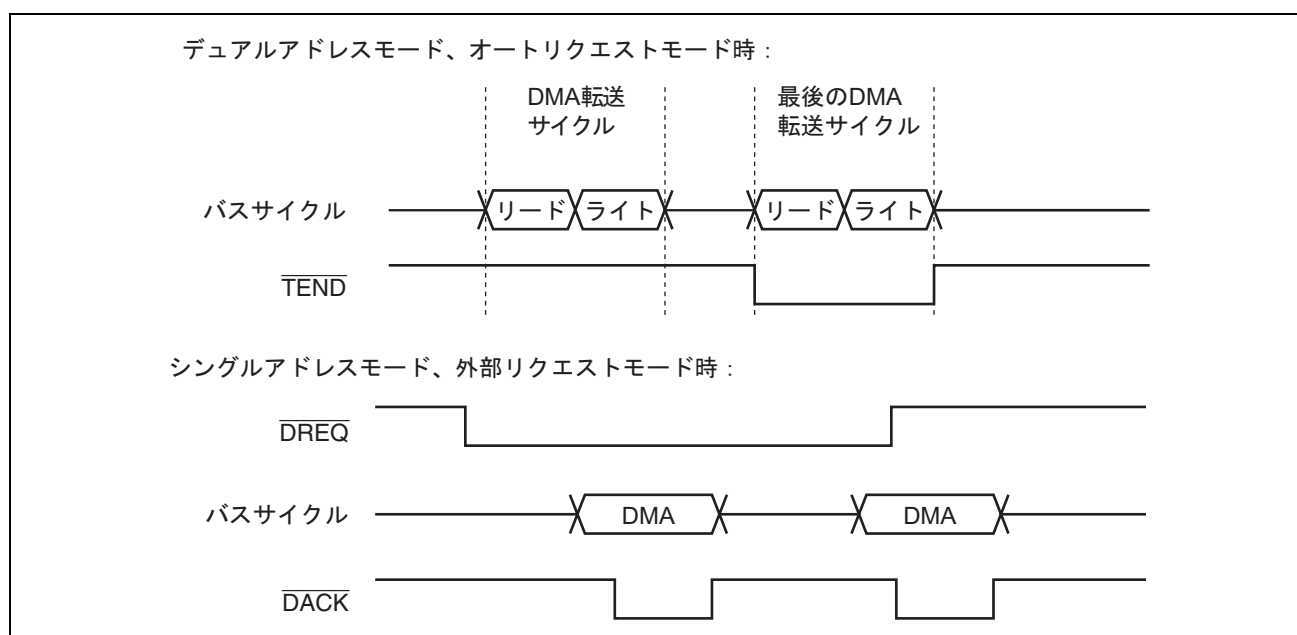 デュアルアドレスモード、オートリクエストモード時：
DMA転送
サイクル
最後のDMA
転送サイクル
バスサイクル
リード
ライト
リード
ライト
TEND
シングルアドレスモード、外部リクエストモード時：
DREQ
バスサイクル
DMA
DMA
DACK